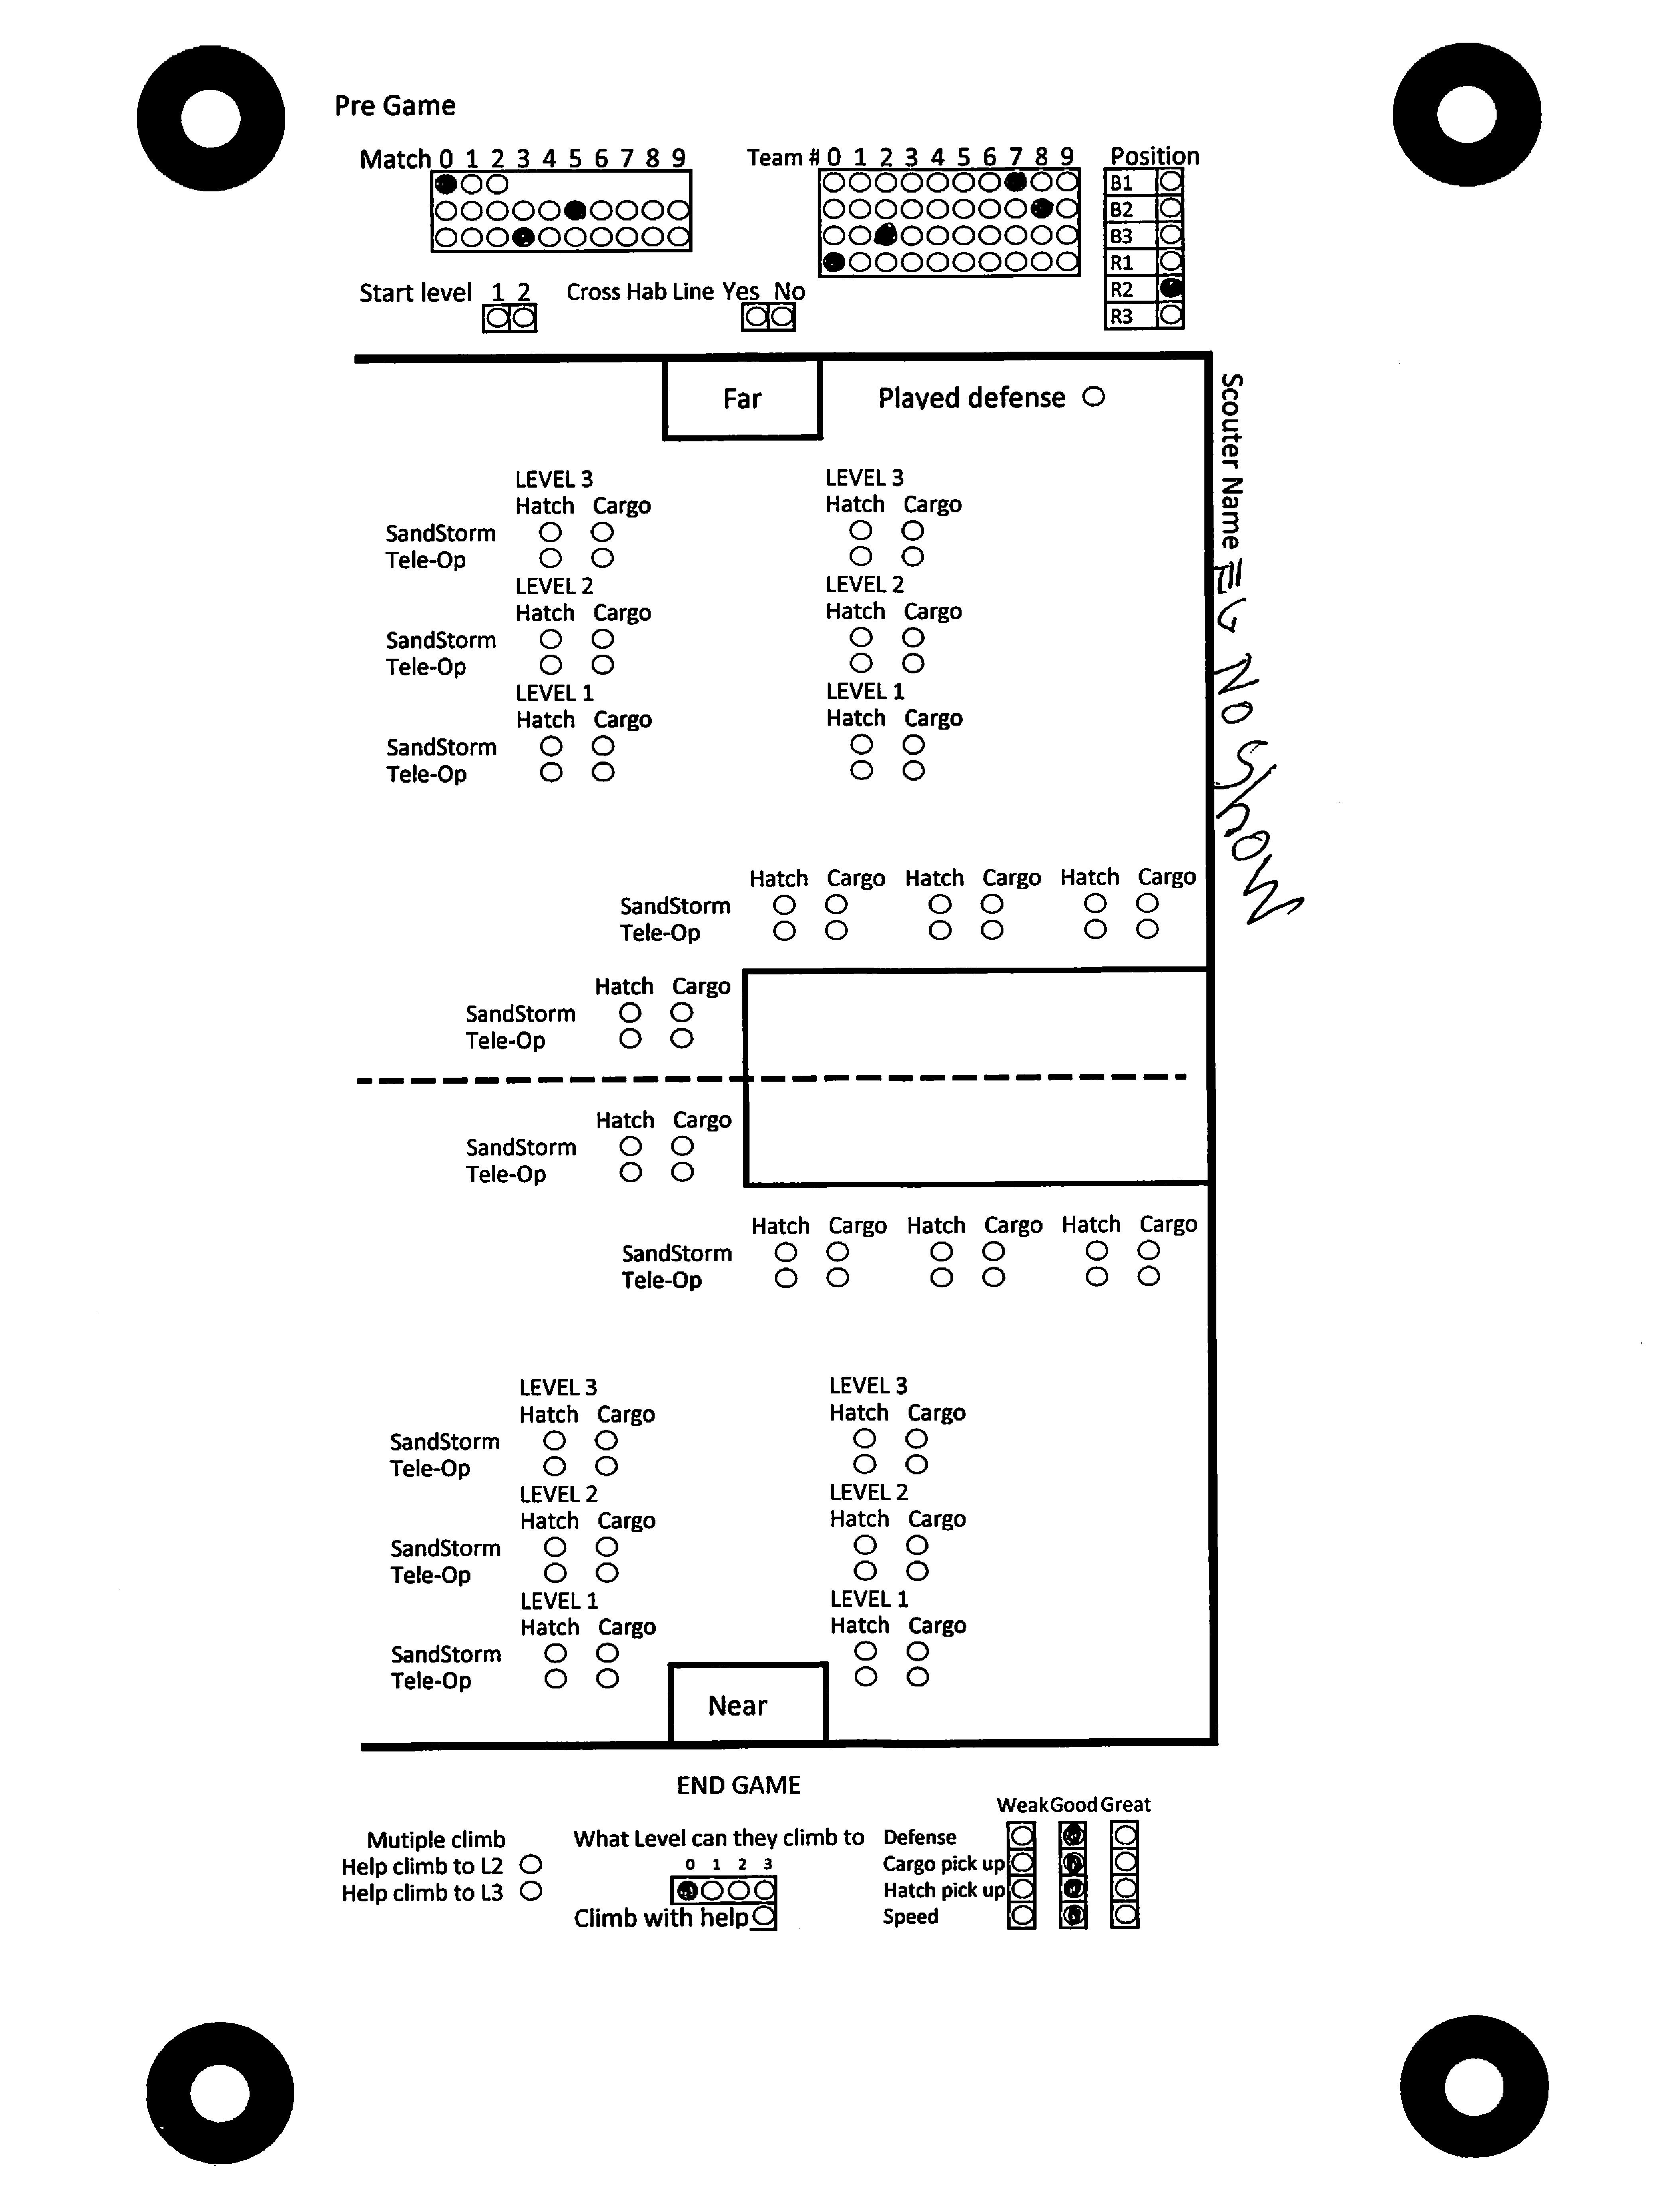 Pre Game
Match 0 1 2 3 4 5 6 7 8 9
Team # 0 1 2 3 4 5 6 7 8 9
Position
B1
B2
B3
R1
R2
R3
Start level 1 2
Cross Hab Line Yes No
Far
Played defense
Scouter Name EG No Show
LEVEL 3 LEVEL 3
Hatch Cargo Hatch Cargo
SandStorm
Tele-Op
LEVEL 2 LEVEL 2
Hatch Cargo Hatch Cargo
SandStorm
Tele-Op
LEVEL 1 LEVEL 1
Hatch Cargo Hatch Cargo
SandStorm
Tele-Op
Hatch Cargo Hatch Cargo Hatch Cargo
SandStorm
Tele-Op
Hatch Cargo
SandStorm
Tele-Op
Hatch Cargo
SandStorm
Tele-Op
Hatch Cargo Hatch Cargo Hatch Cargo
SandStorm
Tele-Op
LEVEL 3 LEVEL 3
Hatch Cargo Hatch Cargo
SandStorm
Tele-Op
LEVEL 2 LEVEL 2
Hatch Cargo Hatch Cargo
SandStorm
Tele-Op
LEVEL 1 LEVEL 1
Hatch Cargo Hatch Cargo
SandStorm
Tele-Op
Near
END GAME
Mutiple climb
Help climb to L2
Help climb to L3
What Level can they climb to
0 1 2 3
Climb with help
Weak Good Great
Defense
Cargo pick up
Hatch pick up
Speed